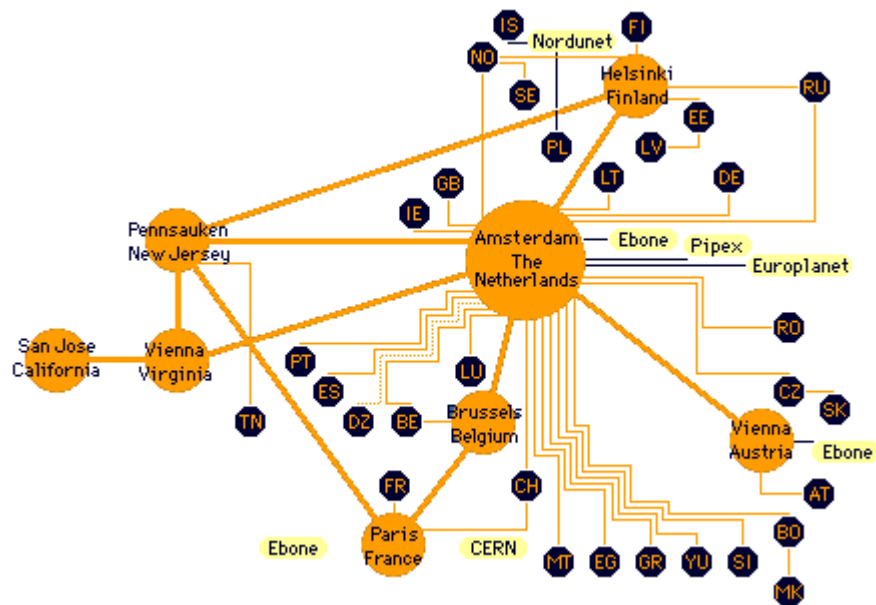 IS
FI
Nordunet
NO
Helsinki
Finland
SE
RU
EE
PL
LV
GB
LT
DE
IE
Pennsauken
New Jersey
Amsterdam
The
Netherlands
Ebone
Pipex
Europlanet
RO
San Jose
California
Vienna
Virginia
PT
ES
LU
CZ
SK
DZ
BE
TN
Brussels
Belgium
Vienna
Austria
Ebone
FR
CH
AT
Paris
France
Ebone
CERN
BO
MT
EG
GR
YU
SI
MK